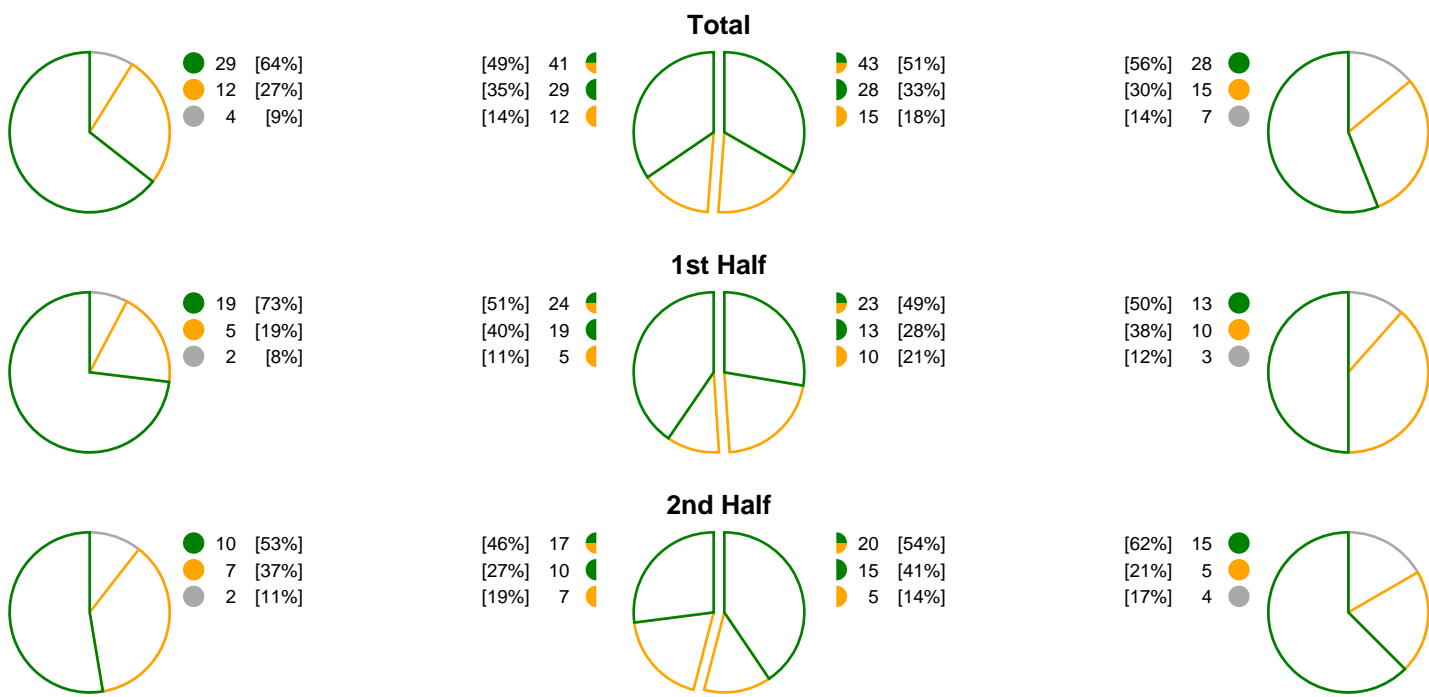 Total
29 [64%] [49%] 41 43 [51%] [56%] 28
12 [27%] [35%] 29 28 [33%] [30%] 15
4 [9%] [14%] 12 15 [18%] [14%] 7
1st Half
19 [73%] [51%] 24 23 [49%] [50%] 13
5 [19%] [40%] 19 13 [28%] [38%] 10
2 [8%] [11%] 5 10 [21%] [12%] 3
2nd Half
10 [53%] [46%] 17 20 [54%] [62%] 15
7 [37%] [27%] 10 15 [41%] [21%] 5
2 [11%] [19%] 7 5 [14%] [17%] 4